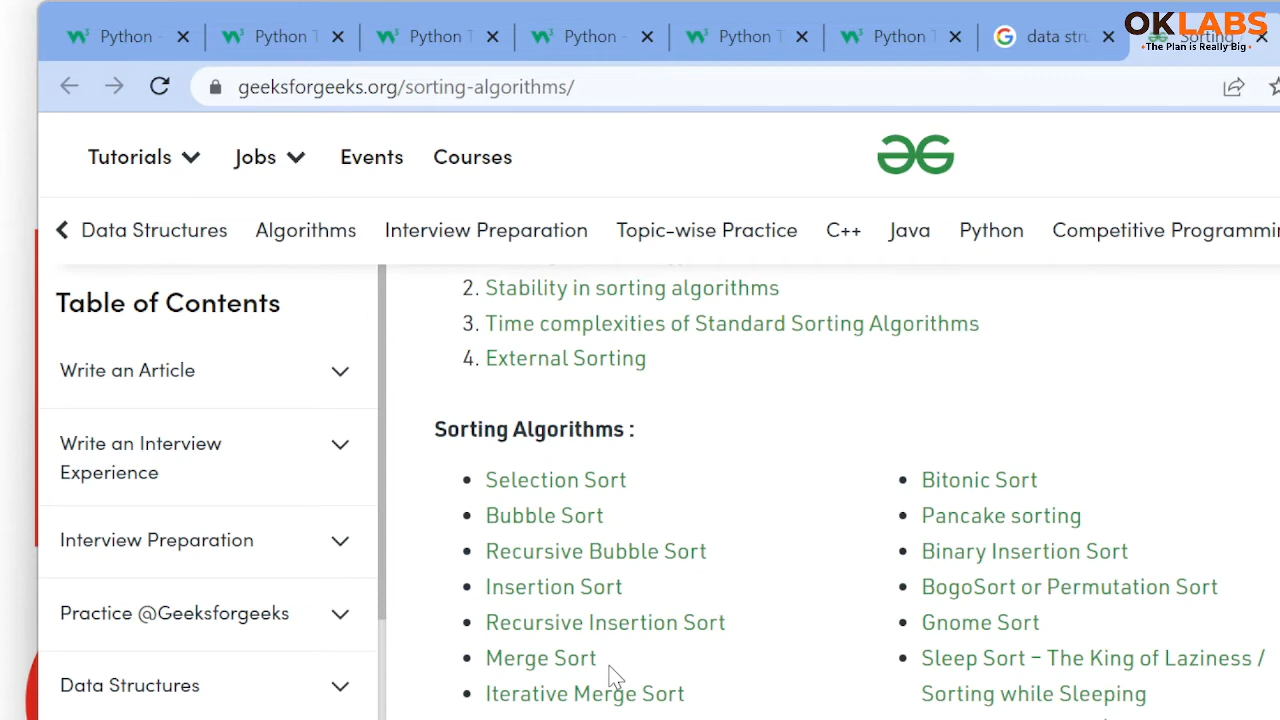 Python -
Python T
Python T
Python -
Python T
Python T
data stru
Sorting
OKLABS
•The Plan is Really Big•
geeksforgeeks.org/sorting-algorithms/
Tutorials
Jobs
Events
Courses
Data Structures
Algorithms
Interview Preparation
Topic-wise Practice
C++
Java
Python
Competitive Programmi
Table of Contents
Write an Article
Write an Interview
Experience
Interview Preparation
Practice @Geeksforgeeks
Data Structures
2. Stability in sorting algorithms
3. Time complexities of Standard Sorting Algorithms
4. External Sorting
Sorting Algorithms :
• Selection Sort
• Bubble Sort
• Recursive Bubble Sort
• Insertion Sort
• Recursive Insertion Sort
• Merge Sort
• Iterative Merge Sort
• Bitonic Sort
• Pancake sorting
• Binary Insertion Sort
• BogoSort or Permutation Sort
• Gnome Sort
• Sleep Sort – The King of Laziness /
Sorting while Sleeping